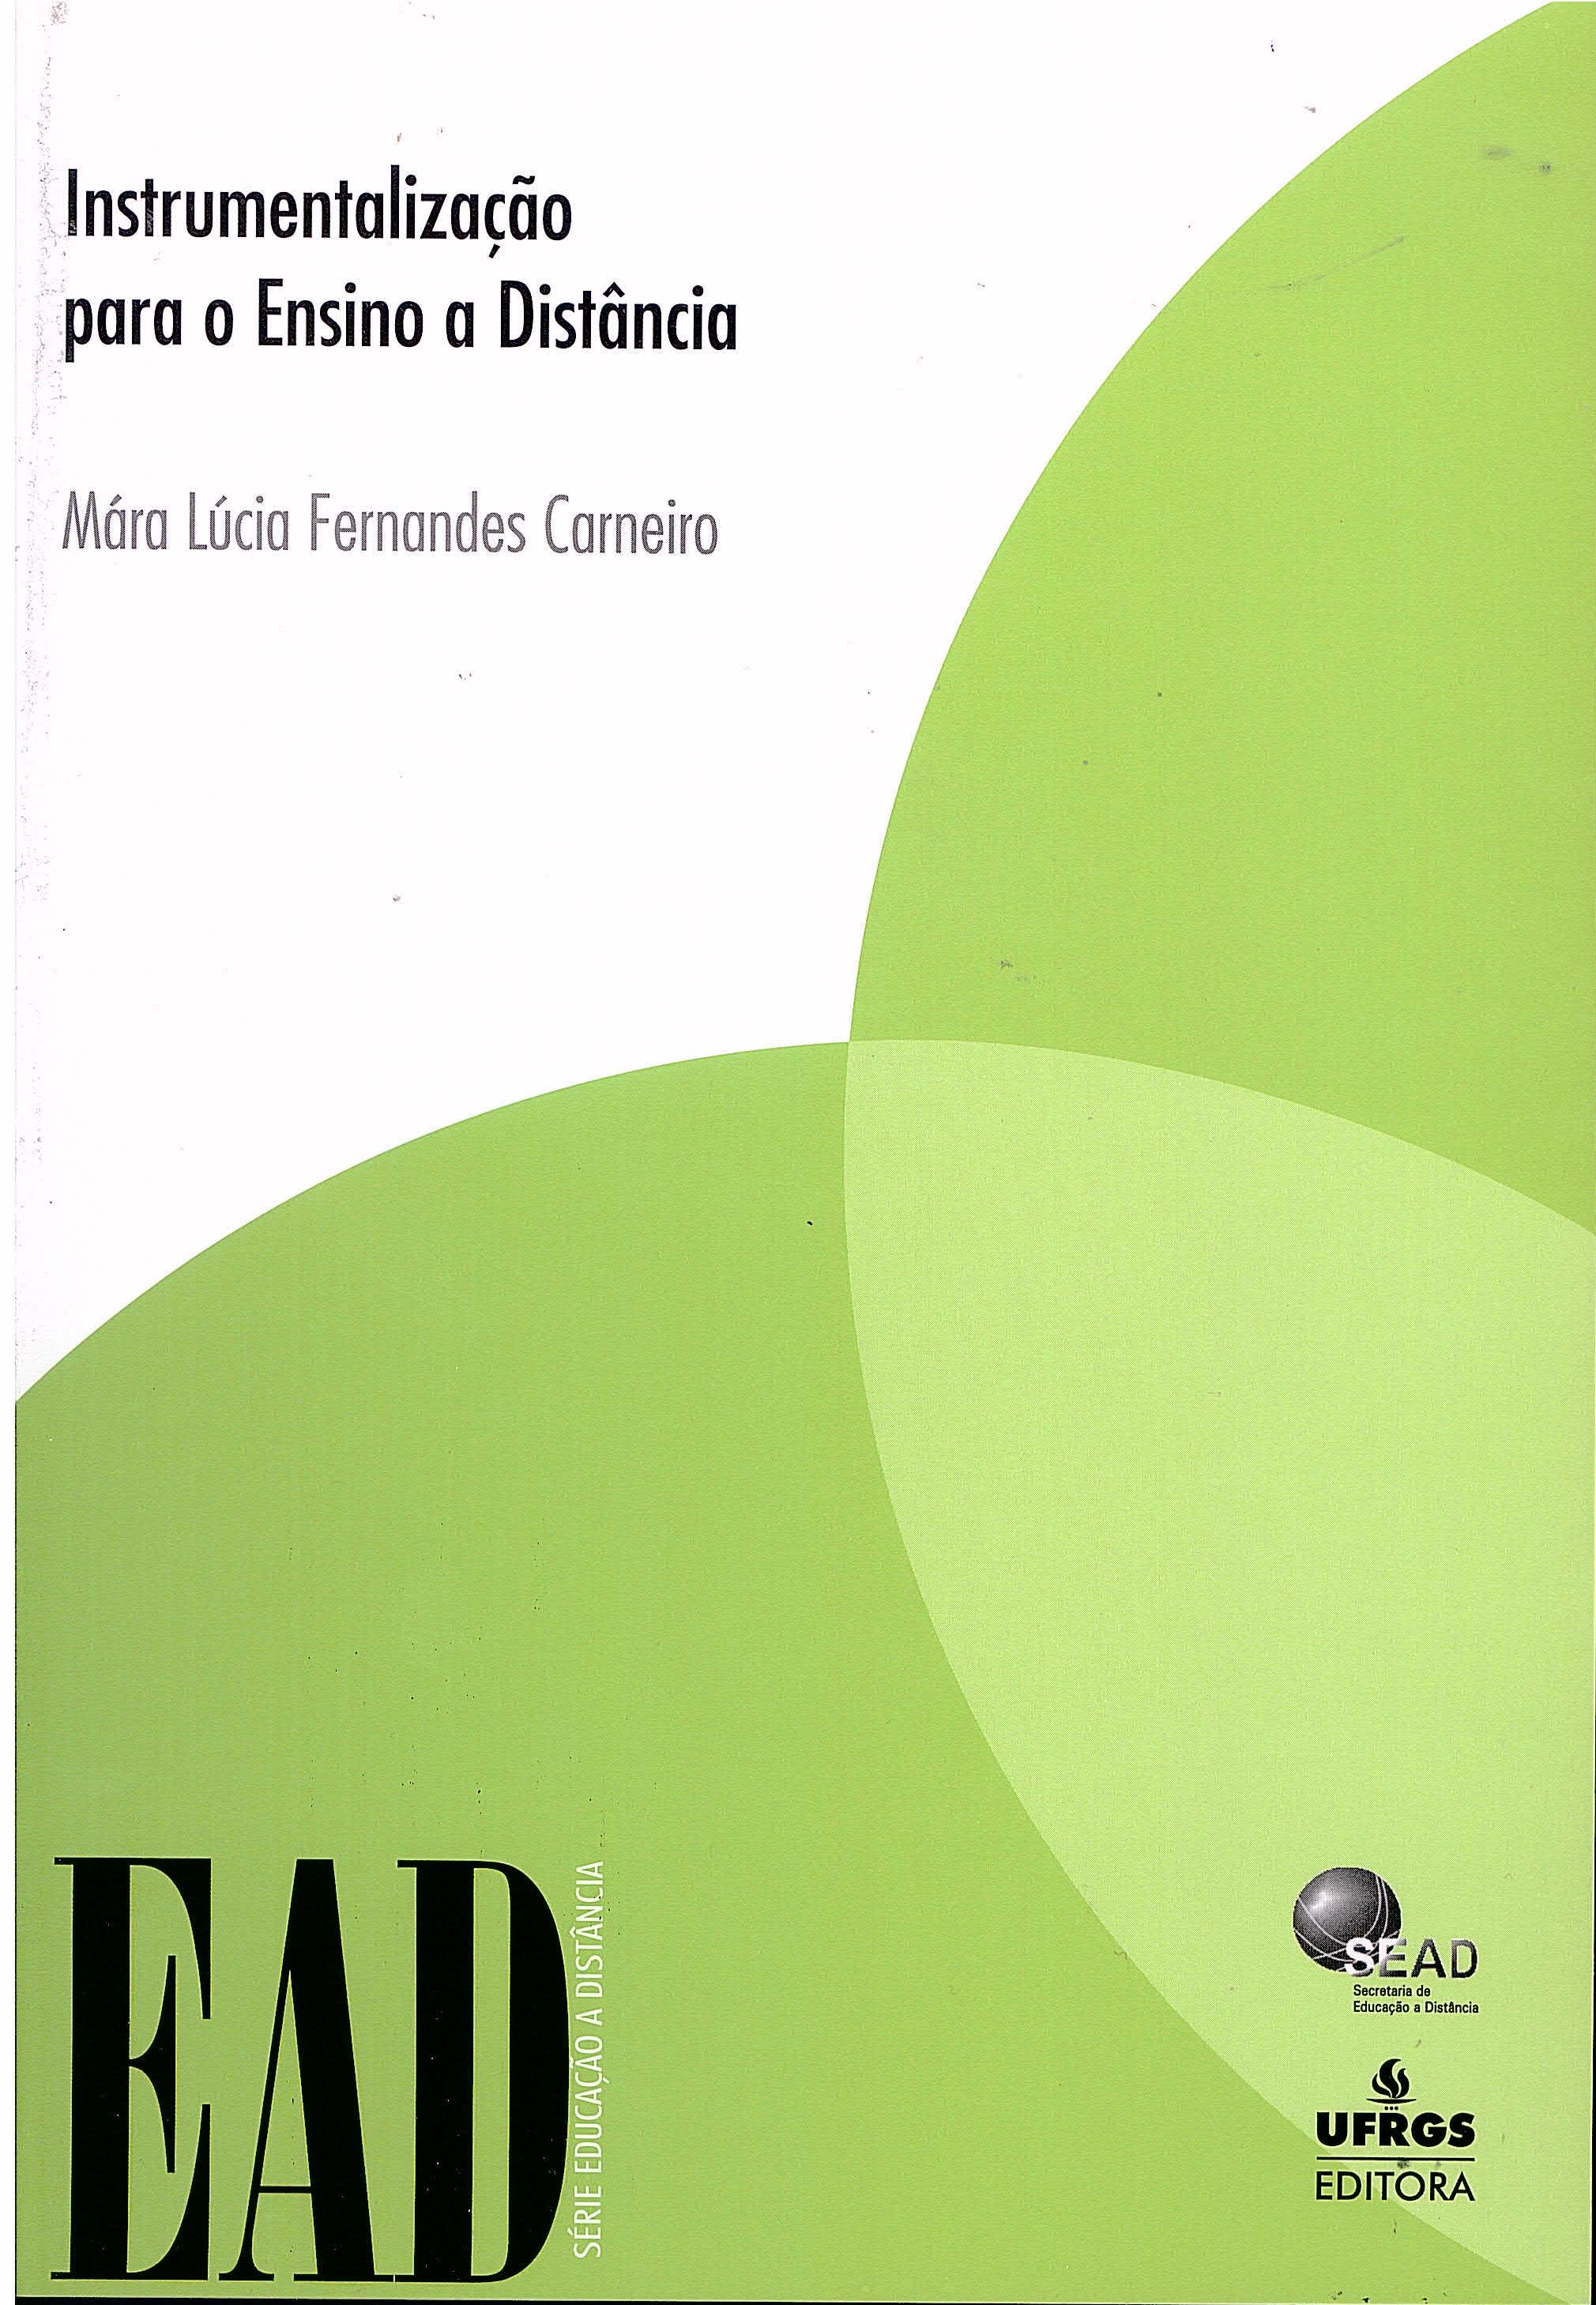 Instrumentalização
para o Ensino a Distância
Mára Lúcia Fernandes Carneiro
EAD
SÉRIE EDUCAÇÃO A DISTÂNCIA
SEAD
Secretaria de
Educação a Distância
UFRGS
EDITORA